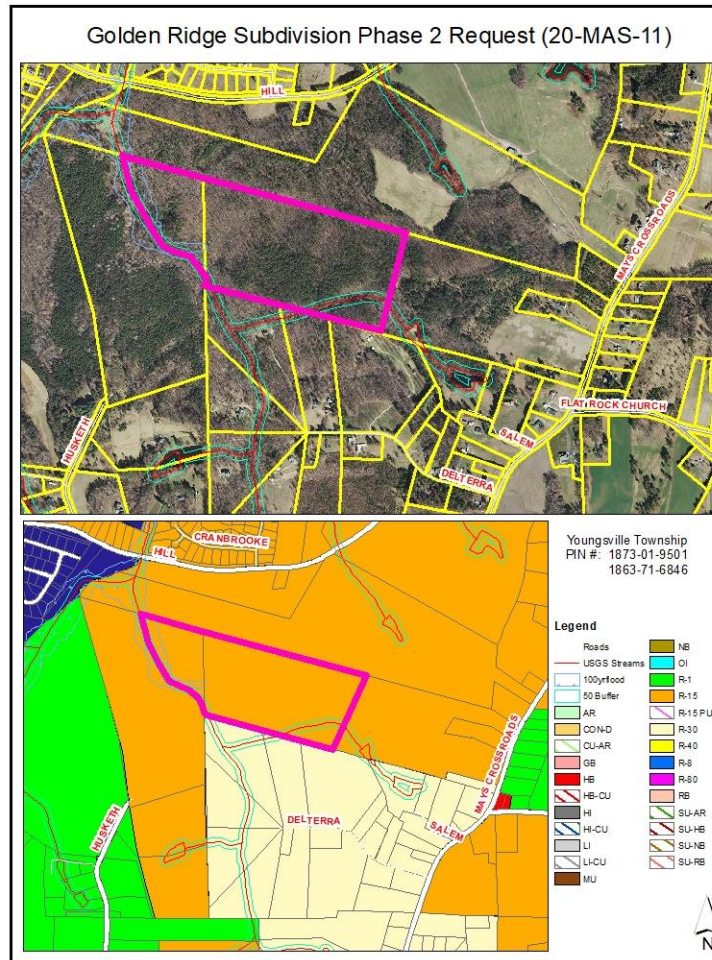 Golden Ridge Subdivision Phase 2 Request (20-MAS-11)
HILL
MAYS CROSSROADS
HUSKETH
FLAT ROCK CHURCH
SALEM
DELTERRA
CRANBROOKE
HILL
MAYS CROSSROADS
DELTERRA
SALEM
HUSKETH
Youngsville Township
PIN #: 1873-01-9501
1863-71-6846
Legend
Roads
USGS Streams
100yrflood
50 Buffer
AR
CON-D
CU-AR
GB
HB
HB-CU
HI
HI-CU
LI
LI-CU
MU
NB
OI
R-1
R-15
R-15 PU
R-30
R-40
R-8
R-80
RB
SU-AR
SU-HB
SU-NB
SU-RB
N